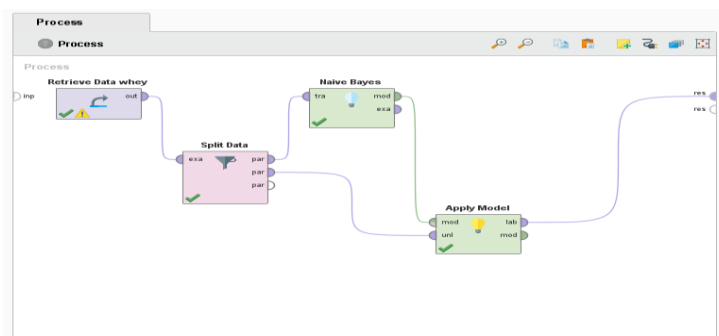 Process
Process
Process
Retrieve Data whey
inp
out
Naive Bayes
tra
mod
exa
res
res
Split Data
exa
par
par
par
Apply Model
mod
lab
unl
mod